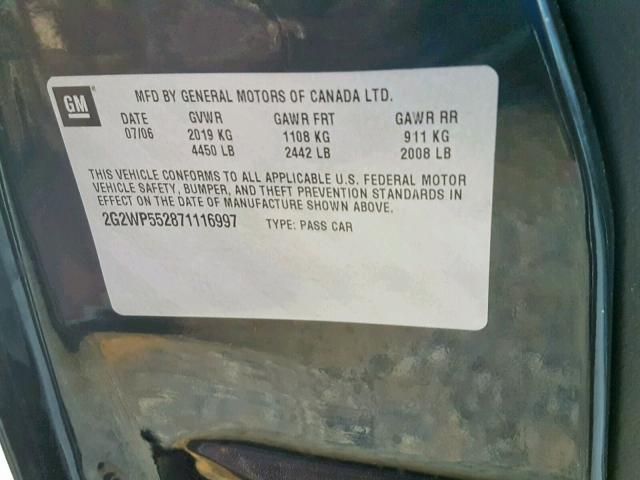 GM
MFD BY GENERAL MOTORS OF CANADA LTD.
DATE GVWR GAWR FRT GAWR RR
07/06 2019 KG 1108 KG 911 KG
4450 LB 2442 LB 2008 LB
THIS VEHICLE CONFORMS TO ALL APPLICABLE U.S. FEDERAL MOTOR
VEHICLE SAFETY, BUMPER, AND THEFT PREVENTION STANDARDS IN
EFFECT ON THE DATE OF MANUFACTURE SHOWN ABOVE.
2G2WP552871116997 TYPE: PASS CAR